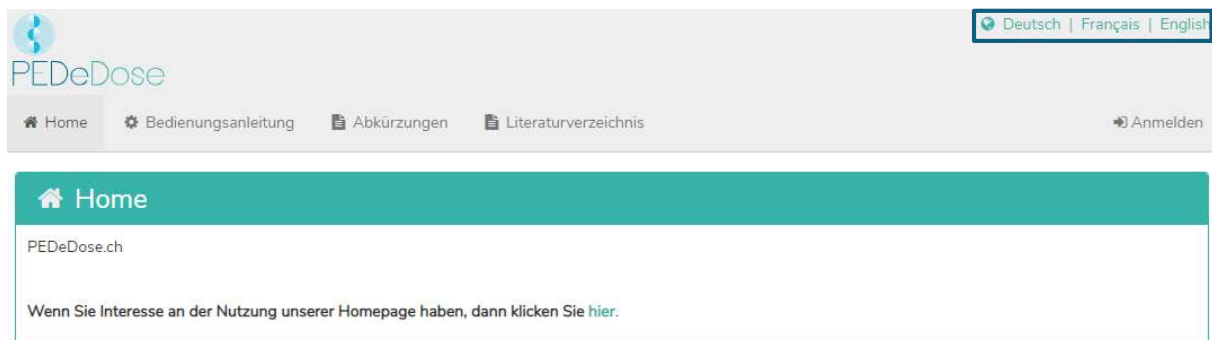 Deutsch | Français | English
PEDeDose
Home Bedienungsanleitung Abkürzungen Literaturverzeichnis Anmelden
Home
PEDeDose.ch
Wenn Sie Interesse an der Nutzung unserer Homepage haben, dann klicken Sie hier.